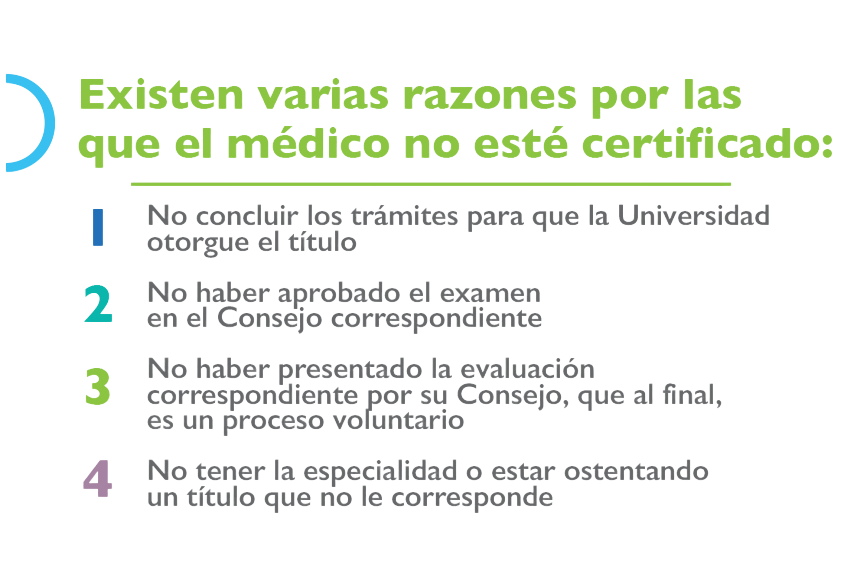 Existen varias razones por las
que el médico no esté certificado:
1
No concluir los trámites para que la Universidad
otorgue el título
2
No haber aprobado el examen
en el Consejo correspondiente
3
No haber presentado la evaluación
correspondiente por su Consejo, que al final,
es un proceso voluntario
4
No tener la especialidad o estar ostentando
un título que no le corresponde